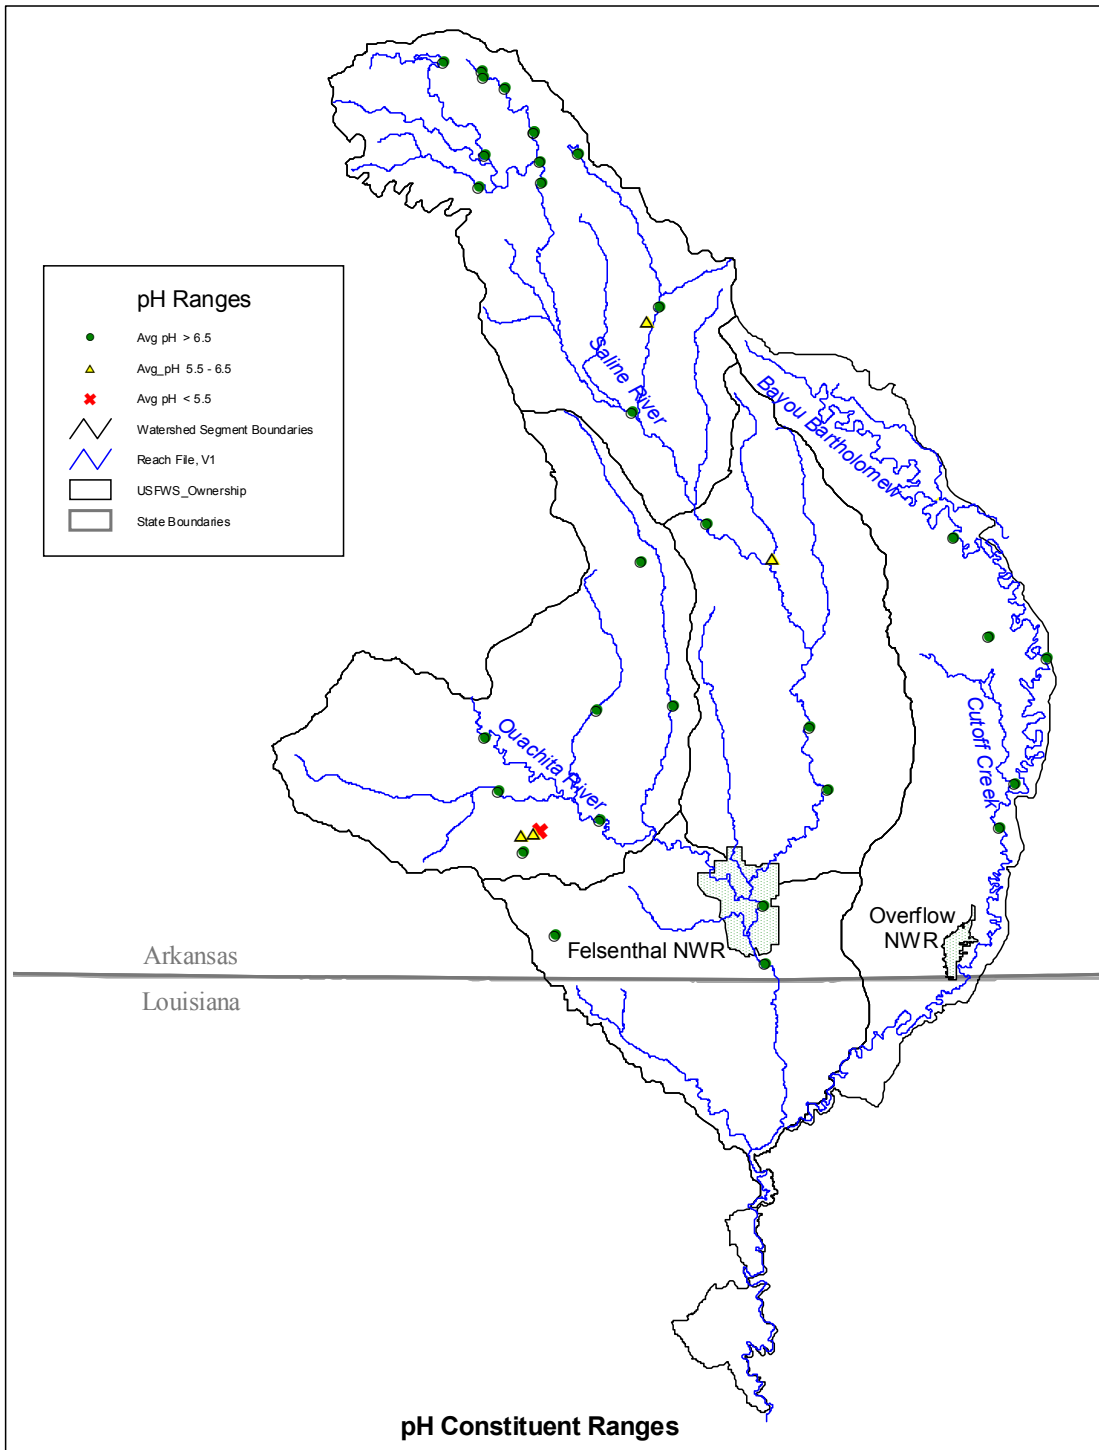 pH Ranges
Avg pH > 6.5
Avg_pH 5.5 - 6.5
Avg pH < 5.5
Watershed Segment Boundaries
Reach File, V1
USFWS_Ownership
State Boundaries
Saline River
Bayou Bartholomew
Ouachita River
Cutoff Creek
Overflow
NWR
Felsenthal NWR
Arkansas
Louisiana
pH Constituent Ranges